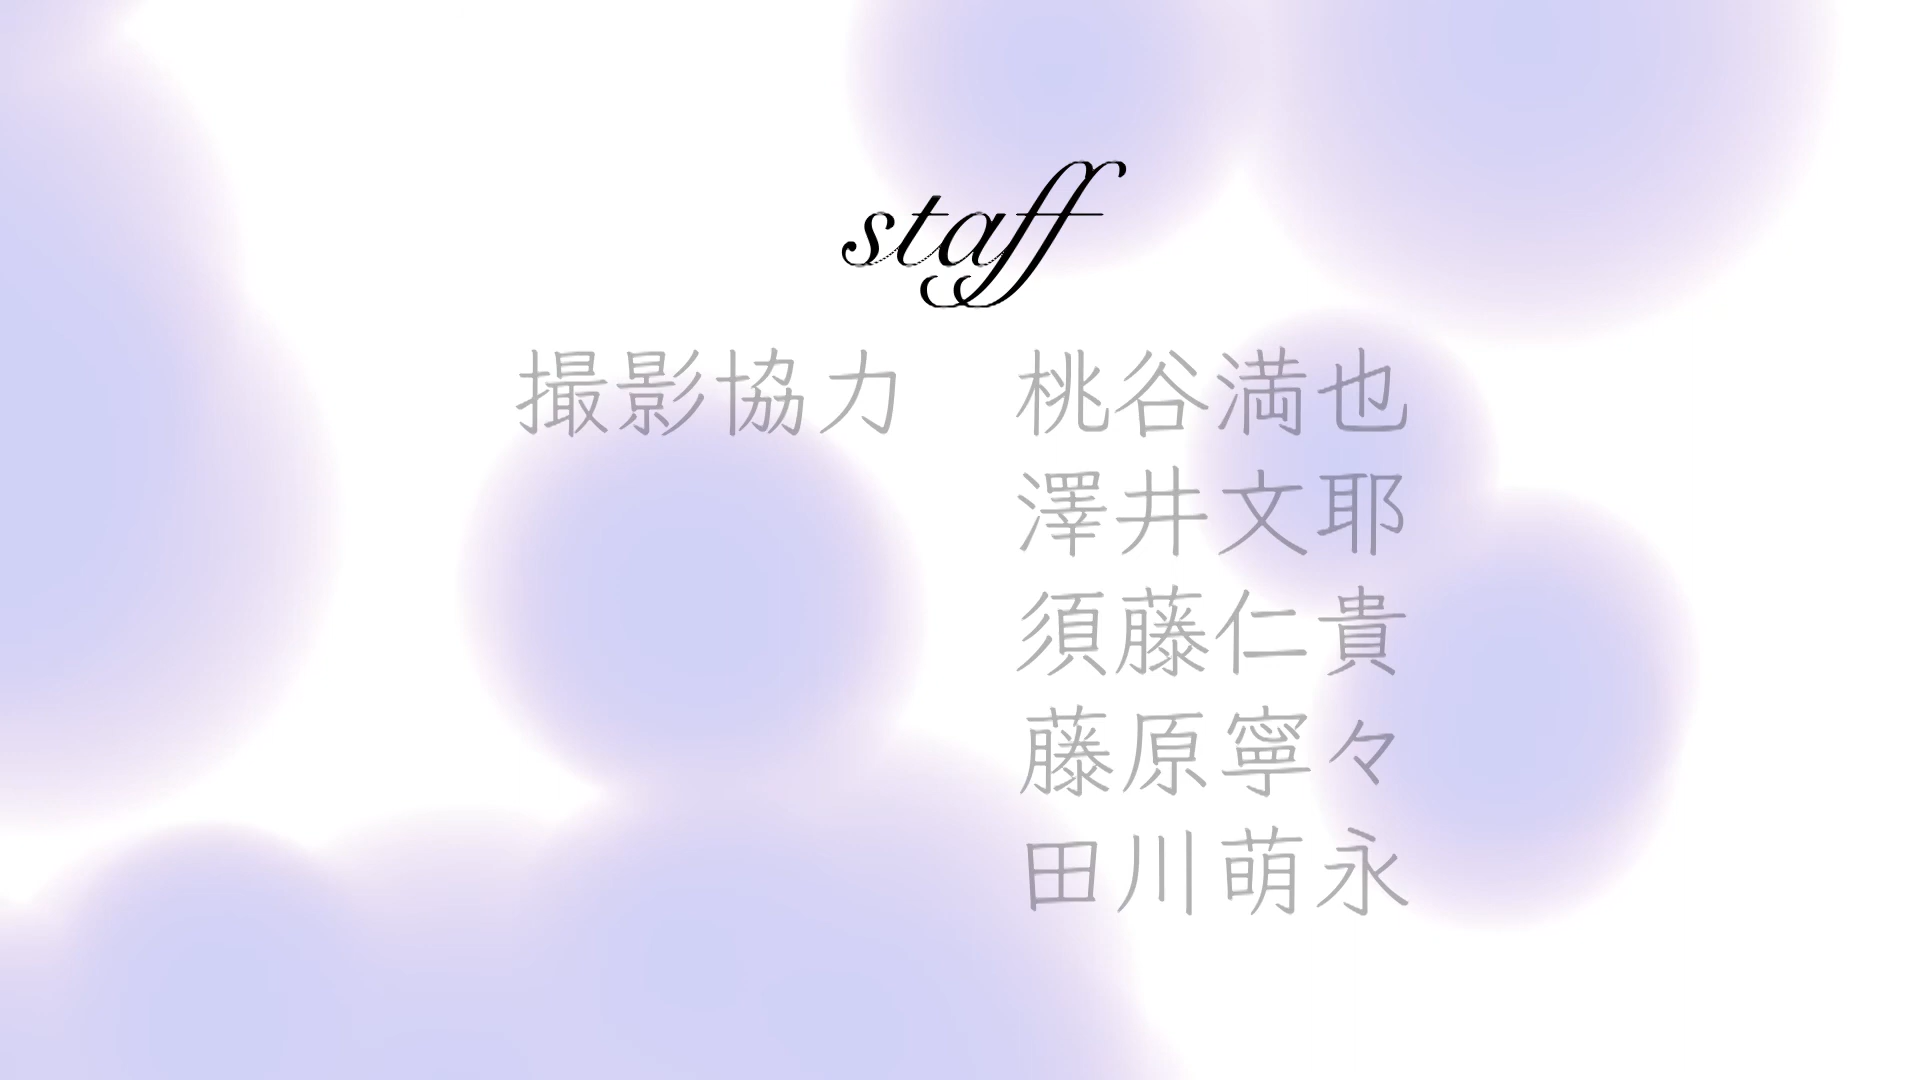 staff
撮影協力 桃谷満也
澤井文耶
須藤仁貴
藤原寧々
田川萌永